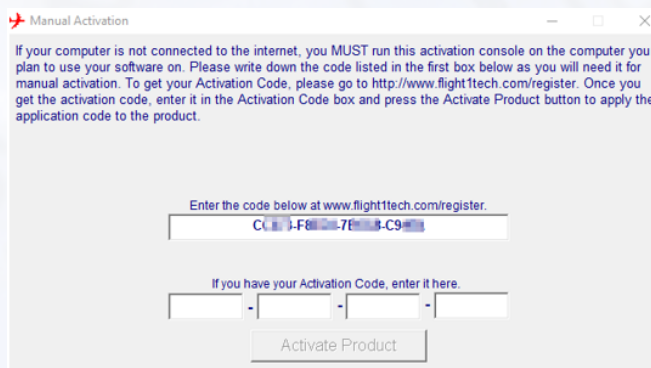 Manual Activation
If your computer is not connected to the internet, you MUST run this activation console on the computer you
plan to use your software on. Please write down the code listed in the first box below as you will need it for
manual activation. To get your Activation Code, please go to http://www.flight1tech.com/register. Once you
get the activation code, enter it in the Activation Code box and press the Activate Product button to apply the
application code to the product.
Enter the code below at www.flight1tech.com/register.
If you have your Activation Code, enter it here.
- - -
Activate Product